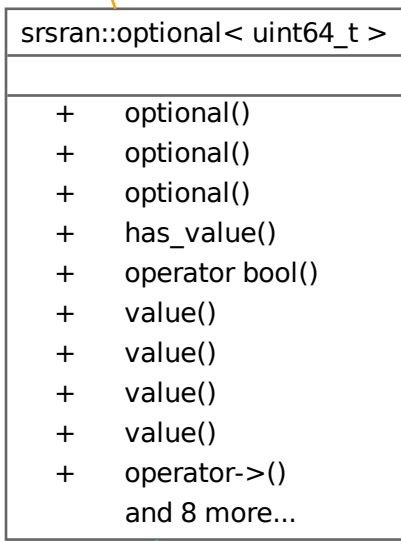 srsran::optional< uint64_t >
+ optional()
+ optional()
+ optional()
+ has_value()
+ operator bool()
+ value()
+ value()
+ value()
+ value()
+ operator->()
and 8 more...